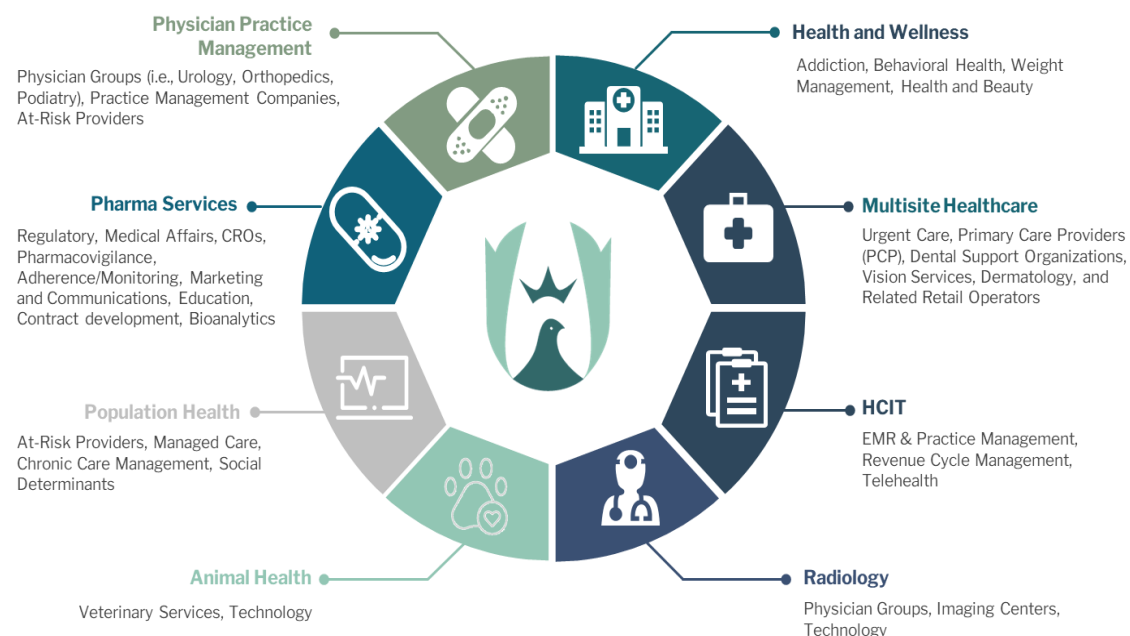 Physician Practice
Management
Physician Groups (i.e., Urology, Orthopedics,
Podiatry), Practice Management Companies,
At-Risk Providers
Health and Wellness
Addiction, Behavioral Health, Weight
Management, Health and Beauty
Pharma Services
Regulatory, Medical Affairs, CROs,
Pharmacovigilance,
Adherence/Monitoring, Marketing
and Communications, Education,
Contract development, Bioanalytics
Multisite Healthcare
Urgent Care, Primary Care Providers
(PCP), Dental Support Organizations,
Vision Services, Dermatology, and
Related Retail Operators
Population Health
At-Risk Providers, Managed Care,
Chronic Care Management, Social
Determinants
HCIT
EMR & Practice Management,
Revenue Cycle Management,
Telehealth
Animal Health
Veterinary Services, Technology
Radiology
Physician Groups, Imaging Centers,
Technology